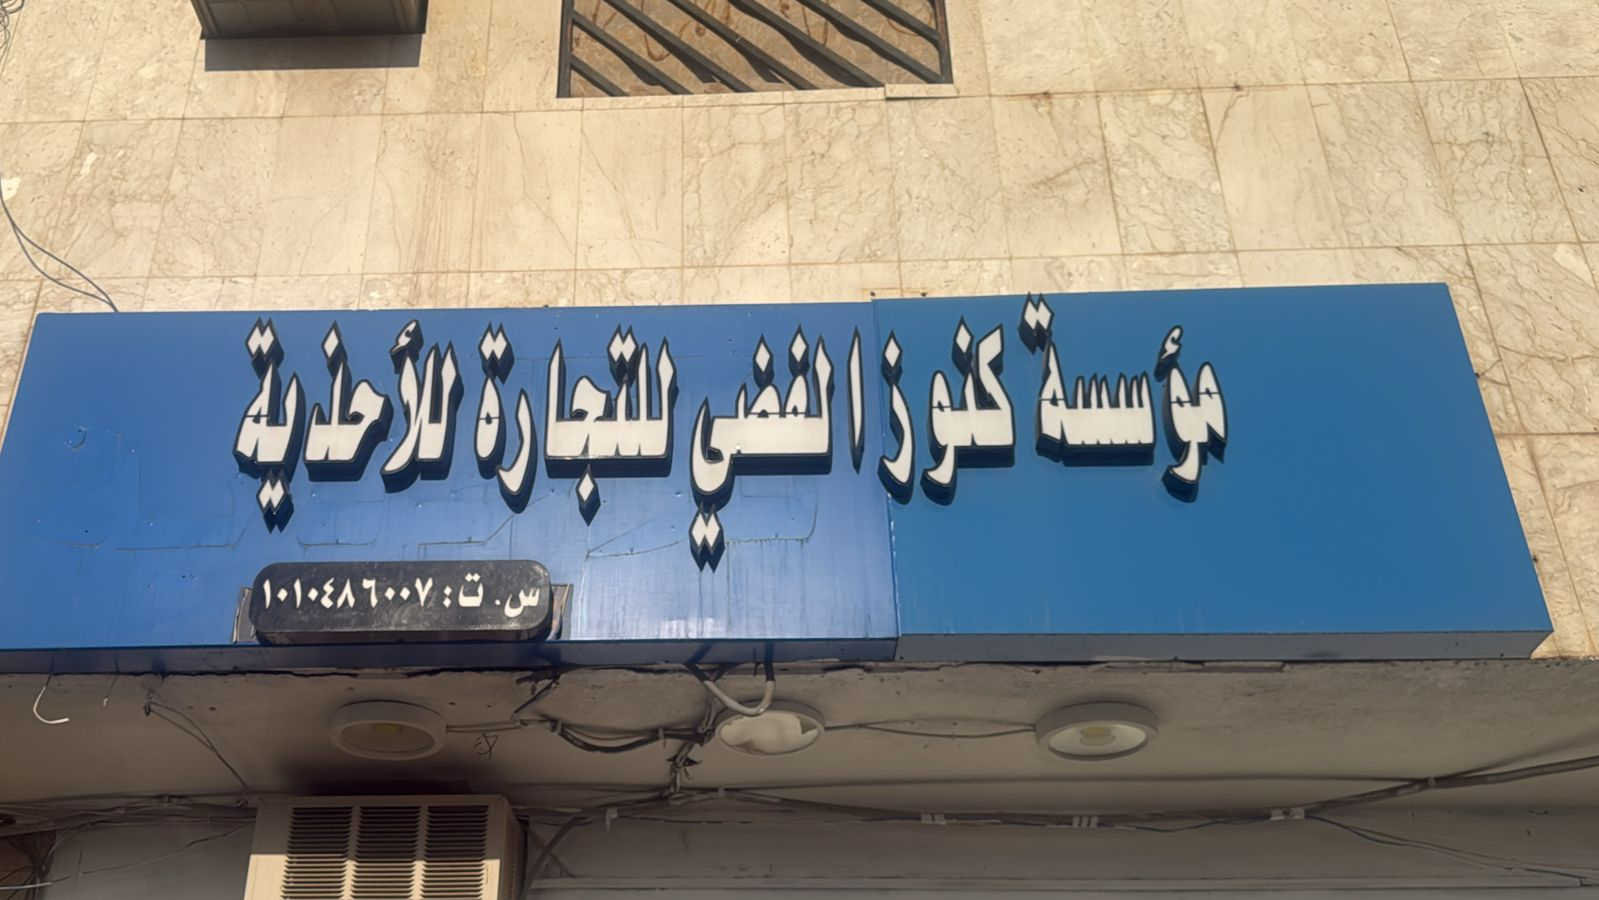 مؤسسة كنوز الفضي للتجارة للأحذية
س. ت: ١٠١٠٤٨٦٠٠٧